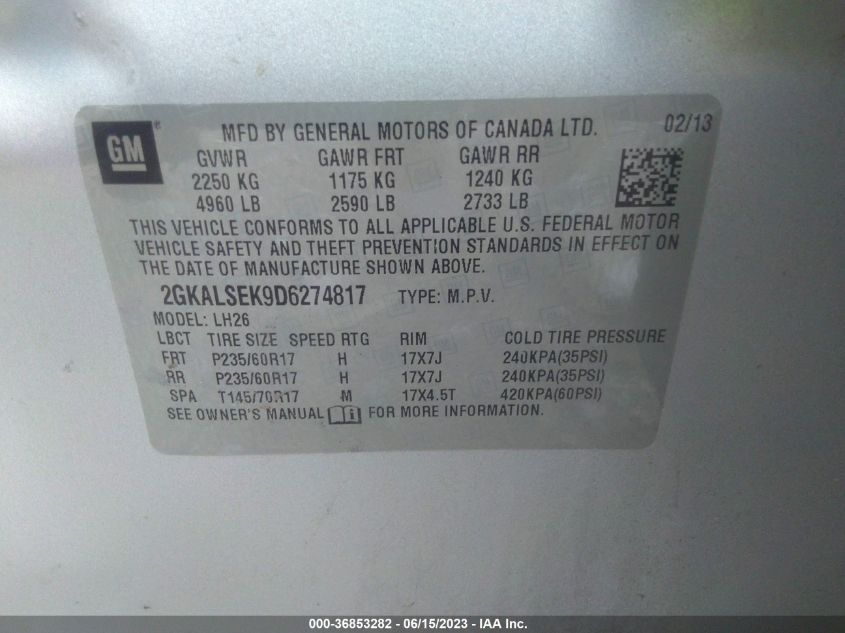 GM ® MFD BY GENERAL MOTORS OF CANADA LTD. 02/13
GVWR GAWR FRT GAWR RR
2250 KG 1175 KG 1240 KG
4960 LB 2590 LB 2733 LB
THIS VEHICLE CONFORMS TO ALL APPLICABLE U.S. FEDERAL MOTOR
VEHICLE SAFETY AND THEFT PREVENTION STANDARDS IN EFFECT ON
THE DATE OF MANUFACTURE SHOWN ABOVE.
2GKALSEK9D6274817 TYPE: M.P.V.
MODEL: LH26
LBCT TIRE SIZE SPEED RTG RIM COLD TIRE PRESSURE
FRT P235/60R17 H 17X7J 240KPA(35PSI)
RR P235/60R17 H 17X7J 240KPA(35PSI)
SPA T145/70R17 M 17X4.5T 420KPA(60PSI)
SEE OWNER'S MANUAL FOR MORE INFORMATION.
000-36853282 - 06/15/2023 - IAA Inc.